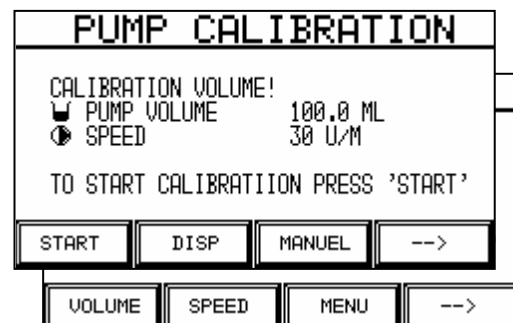 PUMP CALIBRATION
CALIBRATION VOLUME!
PUMP VOLUME 100.0 ML
SPEED 30 U/M
TO START CALIBRATIION PRESS 'START'
START DISP MANUEL -->
VOLUME SPEED MENU -->